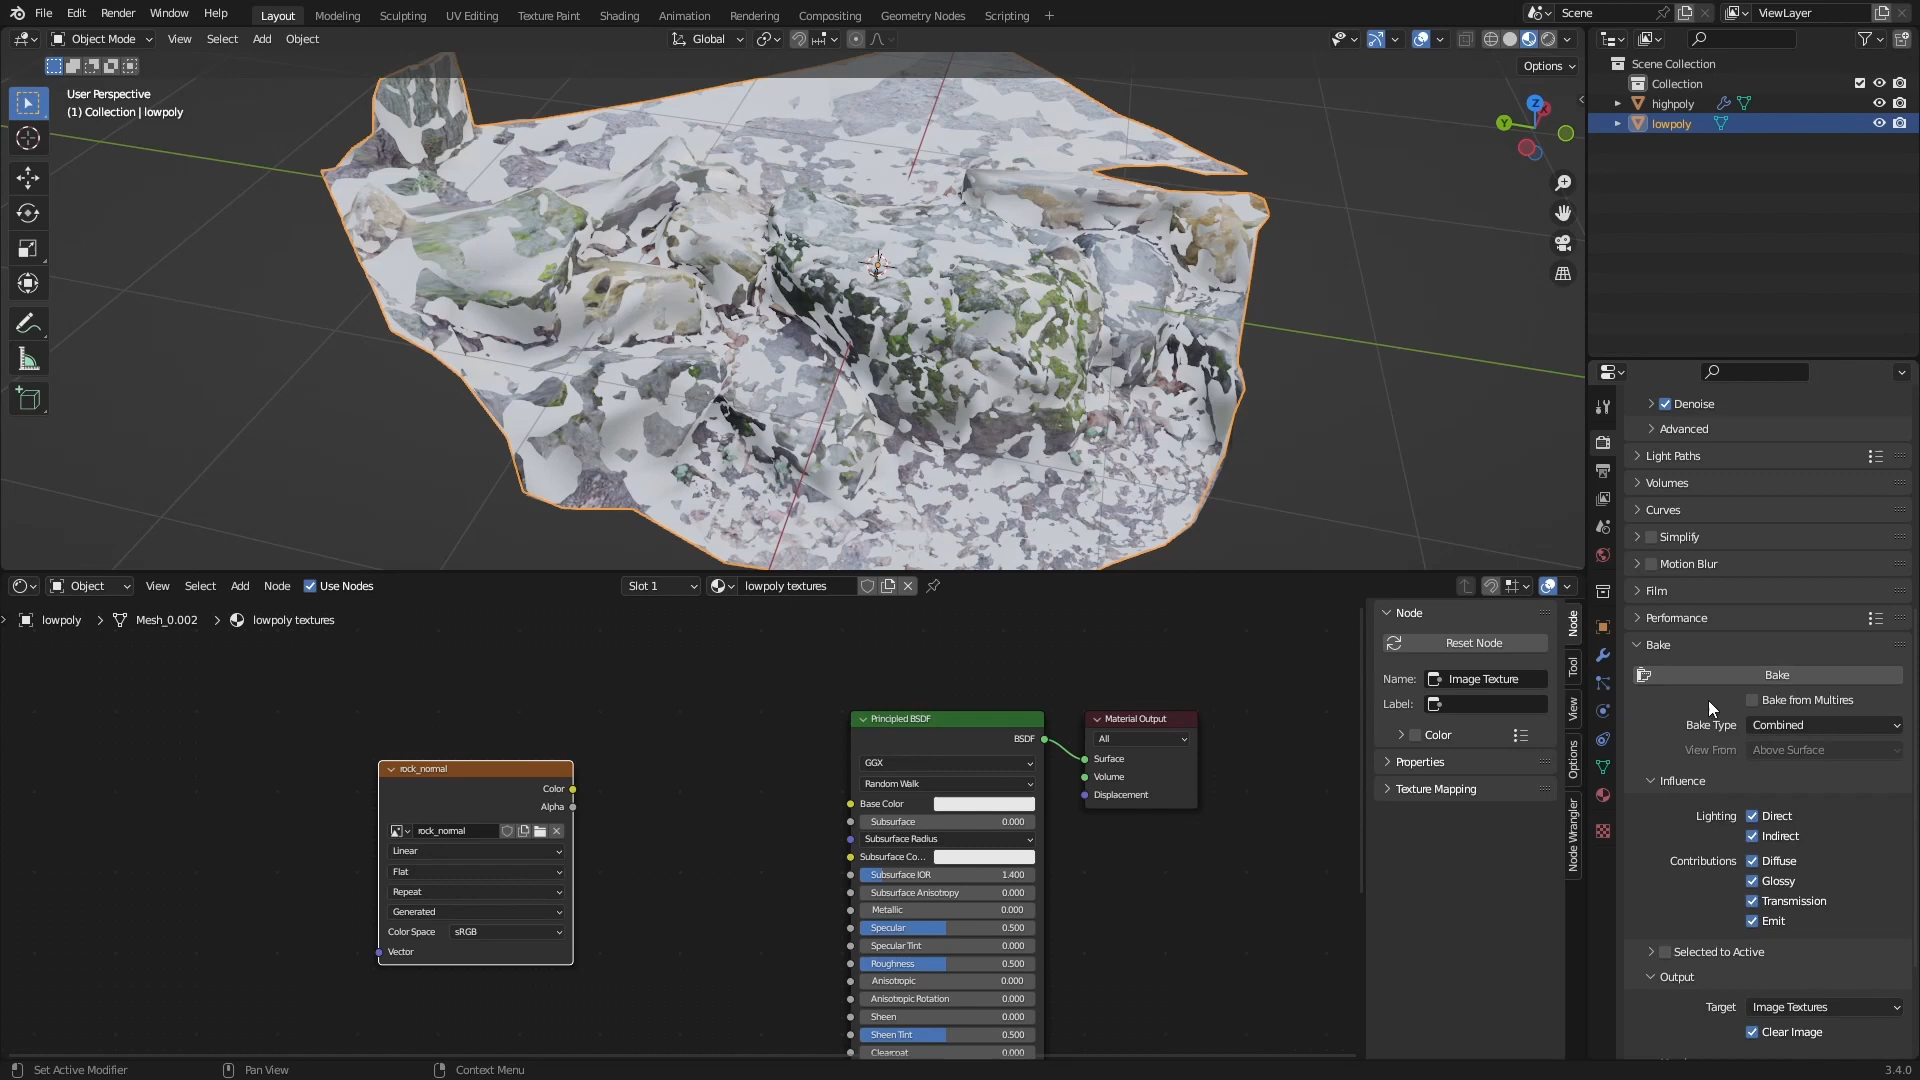 File Edit Render Window Help Layout Modeling Sculpting UV Editing Texture Paint Shading Animation Rendering Compositing Geometry Nodes Scripting + Scene ViewLayer
Object Mode View Select Add Object Global
Options
User Perspective
(1) Collection | lowpoly
Z
X
Y
Scene Collection
Collection
highpoly
lowpoly
Denoise
Advanced
Light Paths
Volumes
Curves
Simplify
Motion Blur
Film
Performance
Bake
Bake
Bake from Multires
Bake Type Combined
View From Above Surface
Influence
Lighting Direct
Indirect
Contributions Diffuse
Glossy
Transmission
Emit
Selected to Active
Output
Target Image Textures
Clear Image
Object View Select Add Node Use Nodes Slot 1 lowpoly textures
lowpoly > Mesh_0.002 > lowpoly textures
rock_normal
Color
Alpha
rock_normal
Linear
Flat
Repeat
Generated
Color Space sRGB
Vector
Principled BSDF
BSDF
GGX
Random Walk
Base Color
Subsurface 0.000
Subsurface Radius
Subsurface Co...
Subsurface IOR 1.400
Subsurface Anisotropy 0.000
Metallic 0.000
Specular 0.500
Specular Tint 0.000
Roughness 0.500
Anisotropic 0.000
Anisotropic Rotation 0.000
Sheen 0.000
Sheen Tint 0.500
Clearcoat 0.000
Material Output
All
Surface
Volume
Displacement
Node
Reset Node
Name: Image Texture
Label:
Color
Properties
Texture Mapping
Node
Tool
View
Options
Node Wrangler
Set Active Modifier Pan View Context Menu 3.4.0